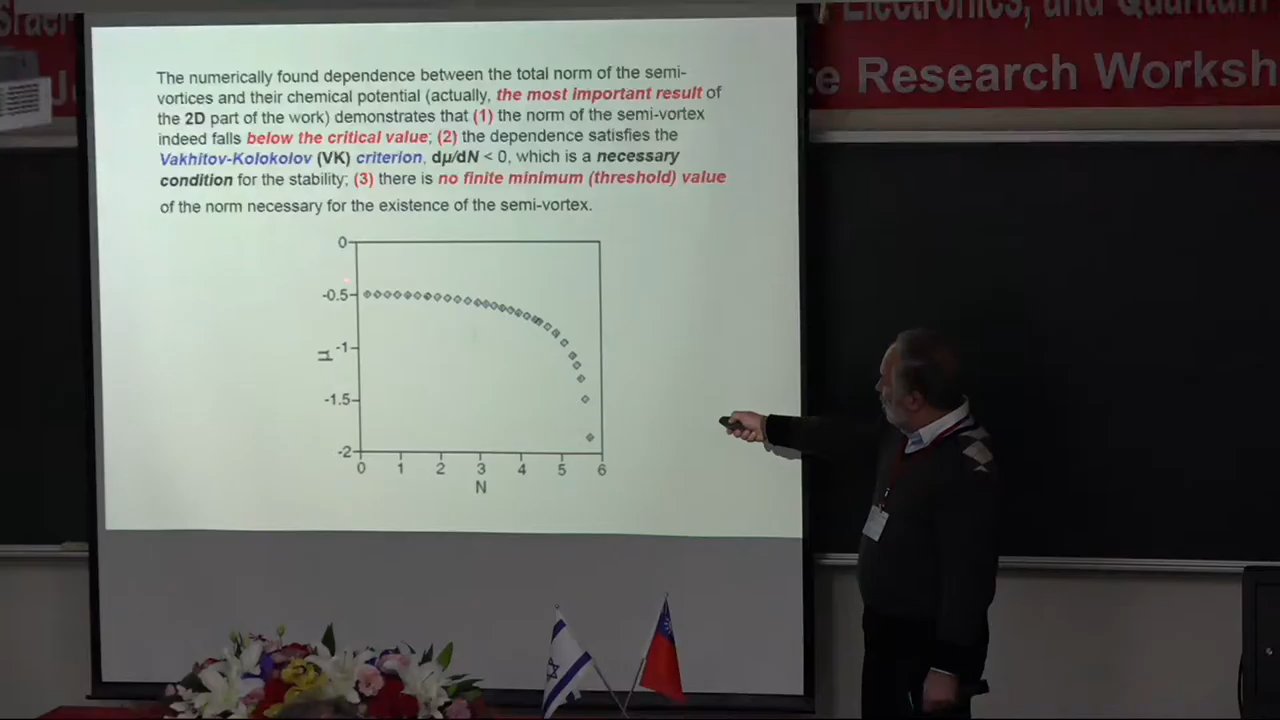 Electronics, and Quantum
te Research Worksh
The numerically found dependence between the total norm of the semi-
vortices and their chemical potential (actually, the most important result of
the 2D part of the work) demonstrates that (1) the norm of the semi-vortex
indeed falls below the critical value; (2) the dependence satisfies the
Vakhitov-Kolokolov (VK) criterion, dμ/dN < 0, which is a necessary
condition for the stability; (3) there is no finite minimum (threshold) value
of the norm necessary for the existence of the semi-vortex.
0
-0.5
-1
μ
-1.5
-2
0 1 2 3 4 5 6
N